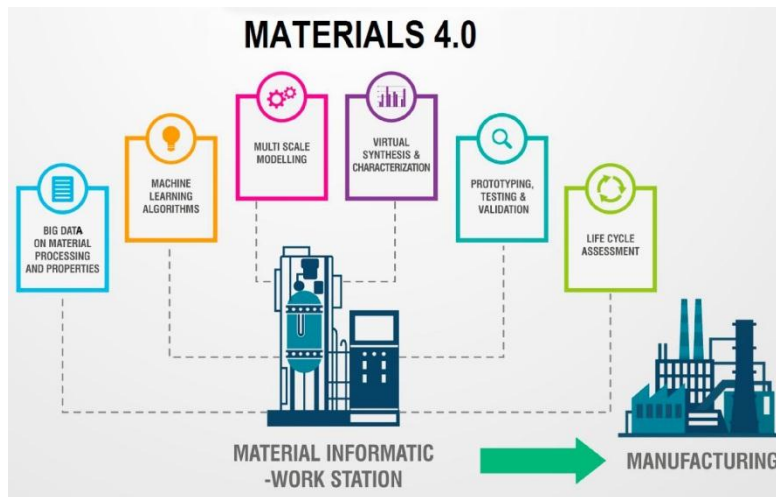 MATERIALS 4.0
BIG DATA
ON MATERIAL
PROCESSING
AND PROPERTIES
MACHINE
LEARNING
ALGORITHMS
MULTI SCALE
MODELLING
VIRTUAL
SYNTHESIS &
CHARACTERIZATION
PROTOTYPING,
TESTING &
VALIDATION
LIFE CYCLE
ASSESSMENT
MATERIAL INFORMATIC
-WORK STATION
MANUFACTURING